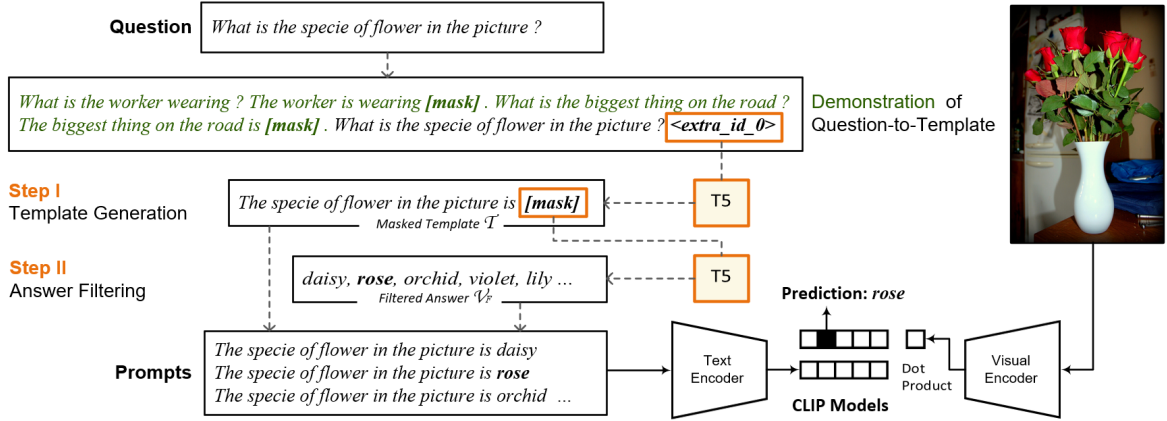 Question
What is the specie of flower in the picture ?
What is the worker wearing ? The worker is wearing [mask] . What is the biggest thing on the road ?
The biggest thing on the road is [mask] . What is the specie of flower in the picture ? <extra_id_0>
Demonstration of
Question-to-Template
Step I
Template Generation
The specie of flower in the picture is [mask]
Masked Template 𝒯
T5
Step II
Answer Filtering
daisy, rose, orchid, violet, lily ...
Filtered Answer 𝒱_F
T5
Prompts
The specie of flower in the picture is daisy
The specie of flower in the picture is rose
The specie of flower in the picture is orchid ...
Text
Encoder
Prediction: rose
Dot
Product
CLIP Models
Visual
Encoder